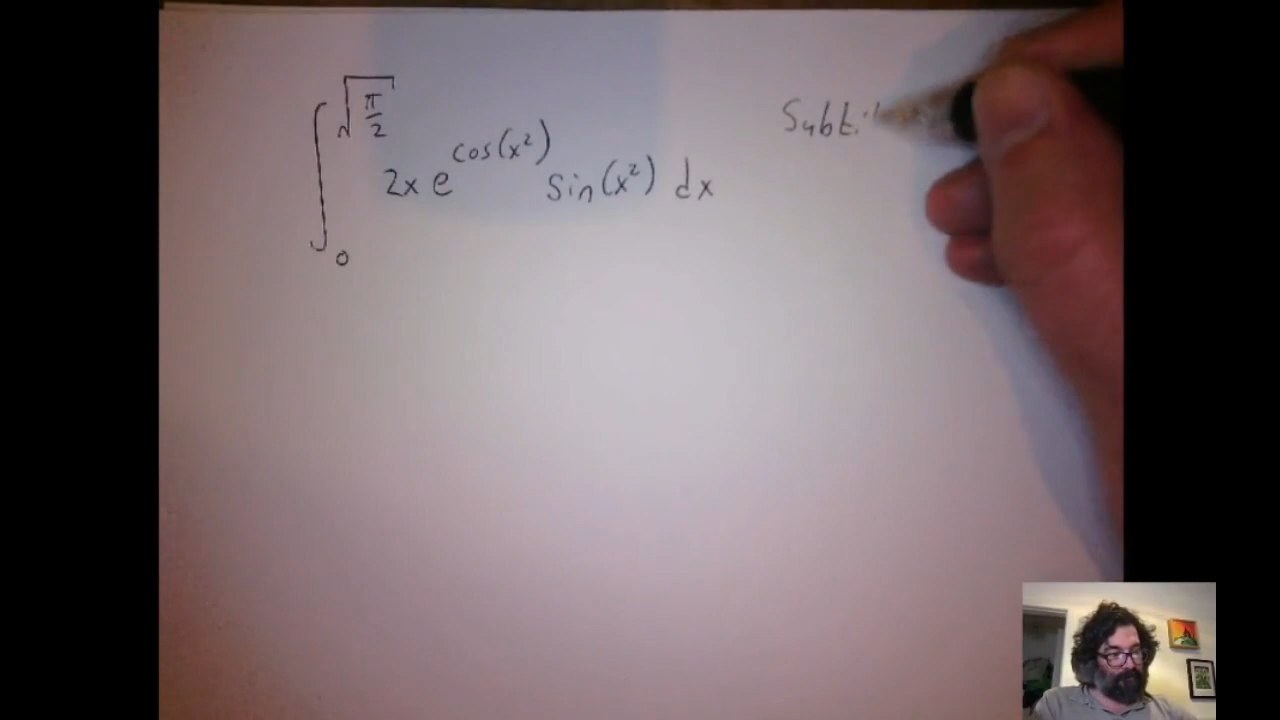 ∫₀^√(π/2) 2x e^cos(x²) sin(x²) dx